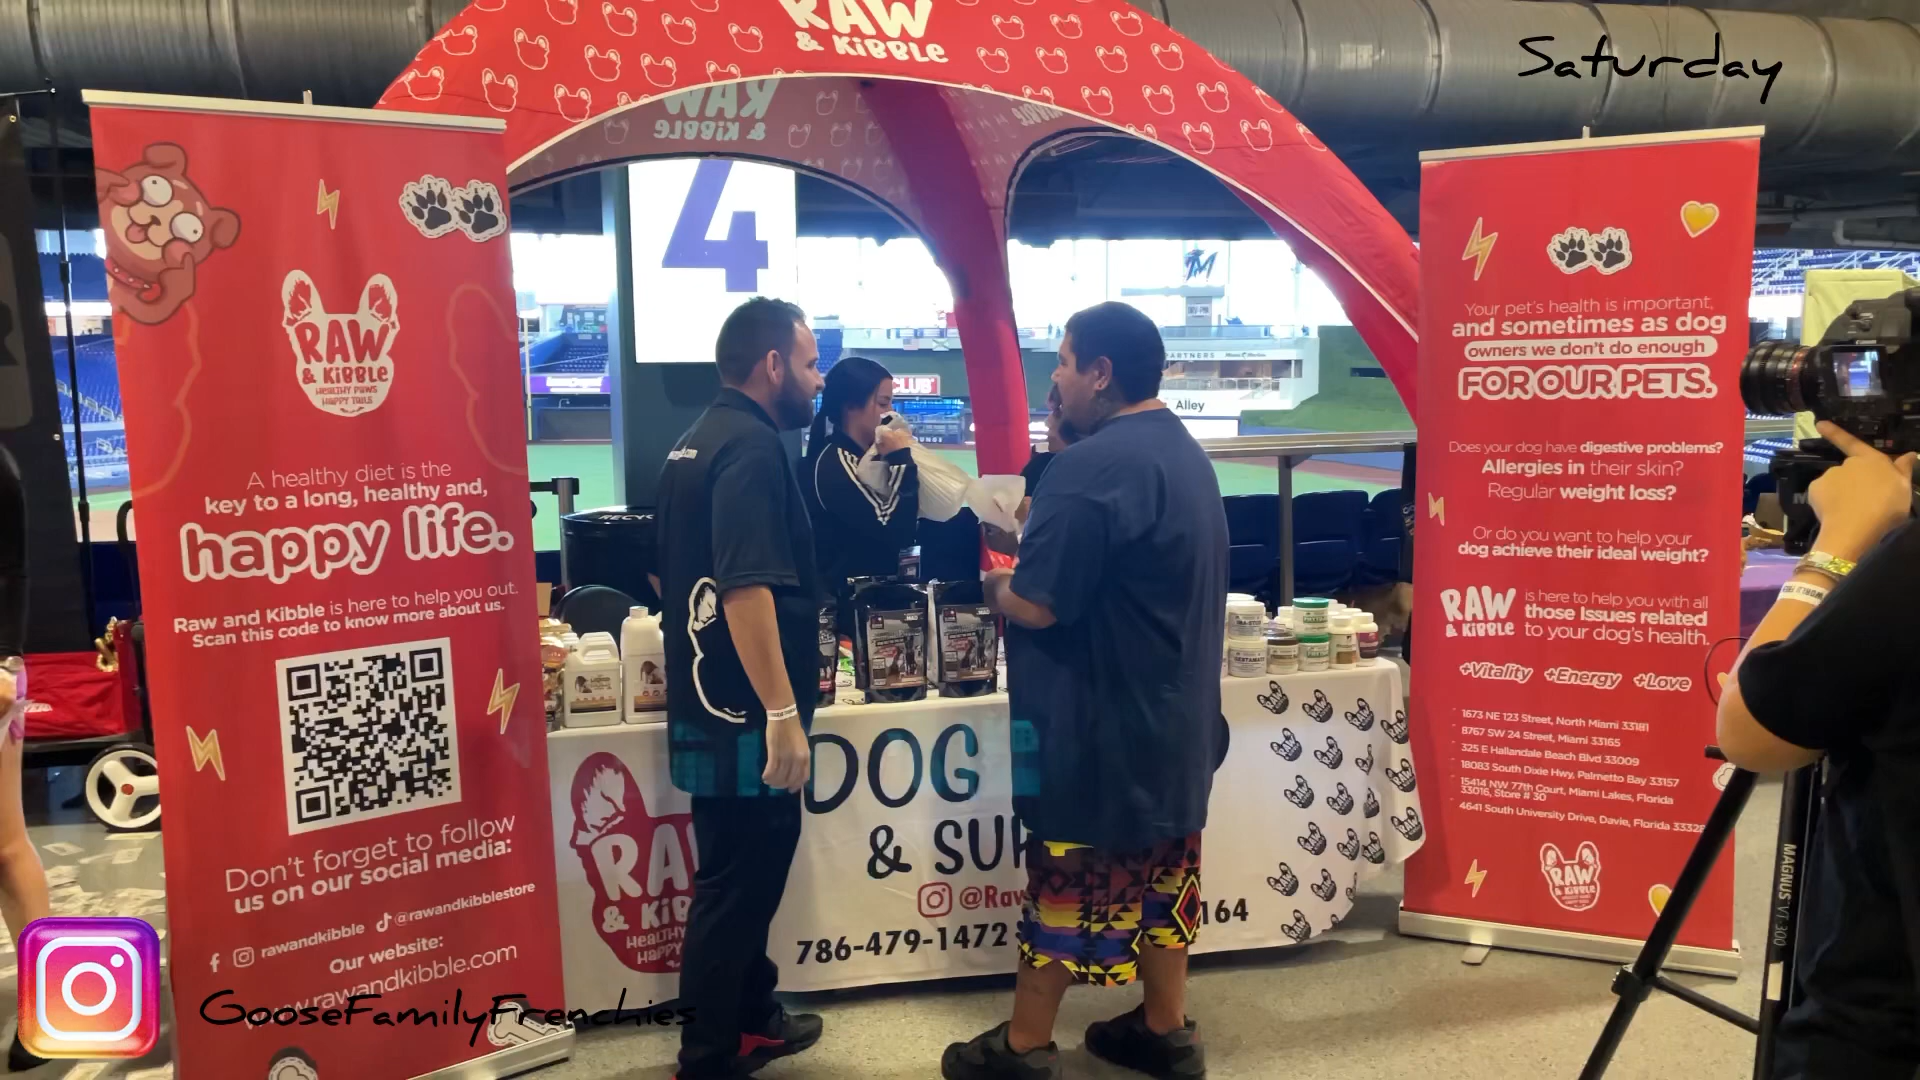 Saturday
RAW
& KiBBLE
4
RAW
& KiBBLE
HEALTHY PAWS
HAPPY TAILS
A healthy diet is the
key to a long, healthy and,
happy life.
Raw and Kibble is here to help you out.
Scan this code to know more about us.
Don't forget to follow
us on our social media:
rawandkibble @rawandkibblestore
Our website:
www.rawandkibble.com
GooseFamilyFrenchies
RECYC
CLUB
PARTNERS
Alley
DOG
& SUP
@Raw
786-479-1472
164
RA
& KiB
HEALTHY
HAPPY
Your pet's health is important,
and sometimes as dog
owners we don't do enough
FOR OUR PETS.
Does your dog have digestive problems?
Allergies in their skin?
Regular weight loss?
Or do you want to help your
dog achieve their ideal weight?
RAW
& KiBBLE
is here to help you with all
those Issues related
to your dog's health.
+Vitality +Energy +Love
1673 NE 123 Street, North Miami 33181
8767 SW 24 Street, Miami 33165
325 E Hallandale Beach Blvd 33009
18083 South Dixie Hwy, Palmetto Bay 33157
15414 NW 77th Court, Miami Lakes, Florida
33016, Store # 30
4641 South University Drive, Davie, Florida 33328
RAW
& KiBBLE
MAGNUS VT 300